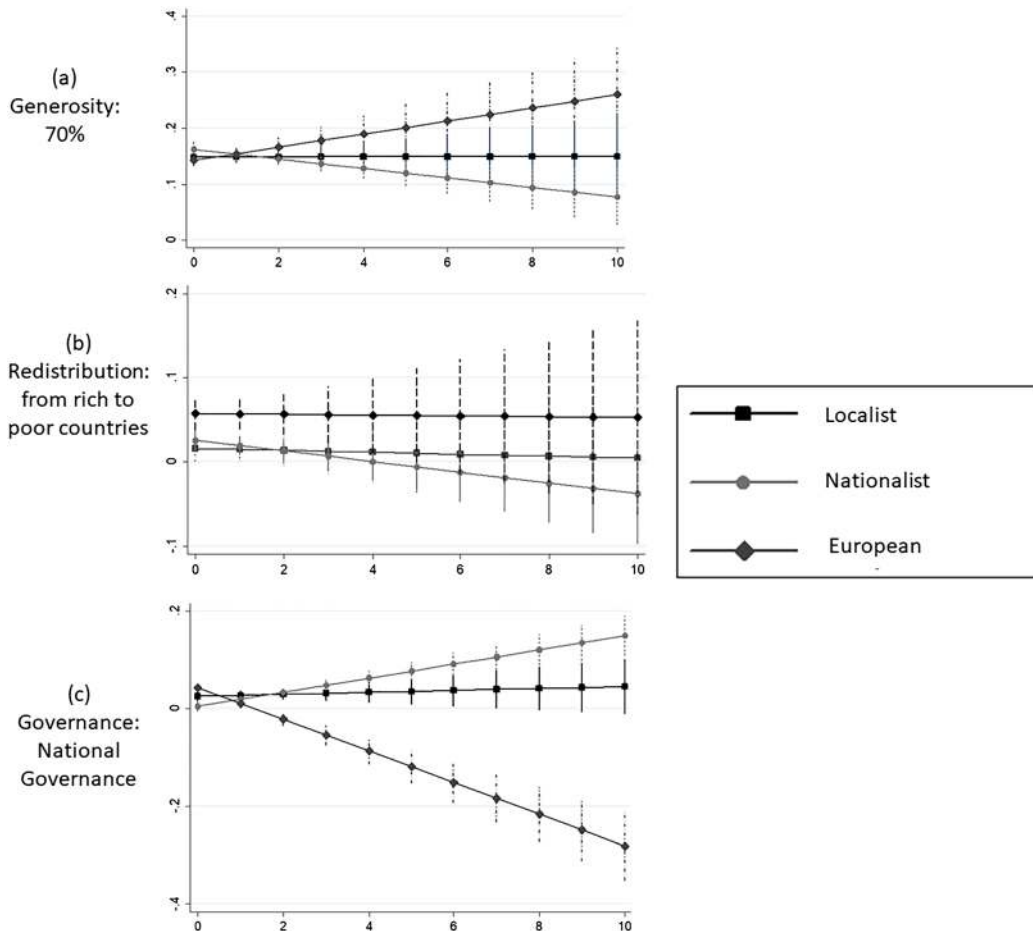 (a)
Generosity:
70%
.4
.3
.2
.1
0
0 2 4 6 8 10
(b)
Redistribution:
from rich to
poor countries
.2
.1
0
-.1
0 2 4 6 8 10
(c)
Governance:
National
Governance
.2
0
-.2
-.4
0 2 4 6 8 10
Localist
Nationalist
European